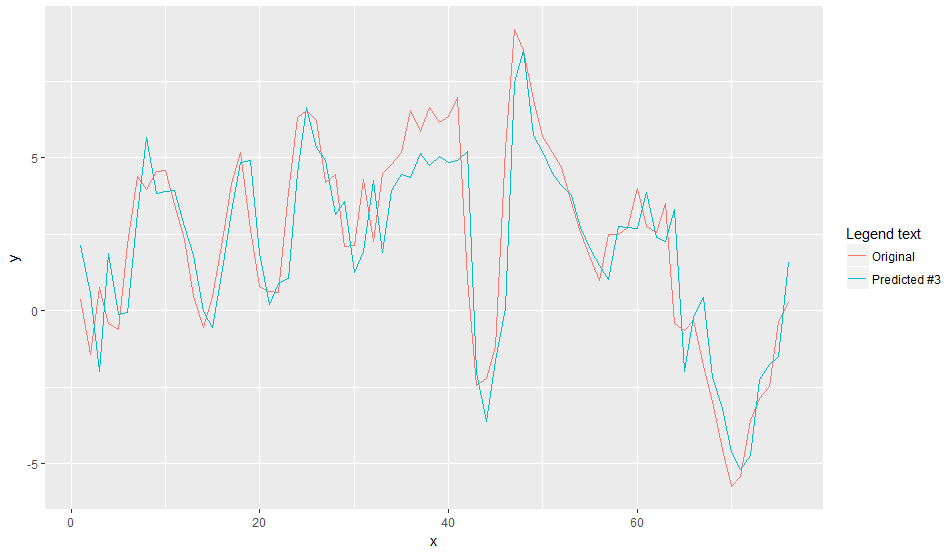 y
5
0
-5
0
20
40
60
x
Legend text
Original
Predicted #3